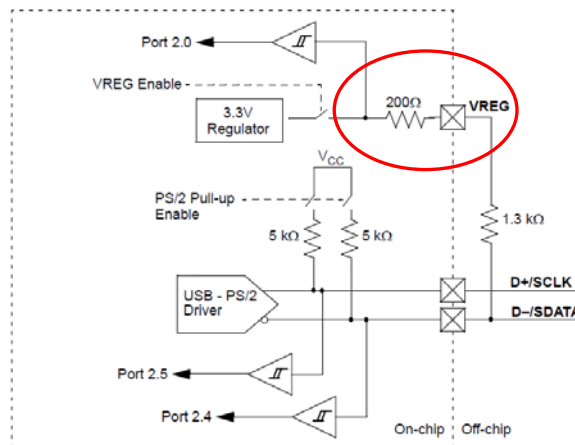 Port 2.0
VREG Enable
200Ω
VREG
3.3V
Regulator
VCC
PS/2 Pull-up
Enable
1.3 kΩ
5 kΩ
5 kΩ
D+/SCLK
USB - PS/2
Driver
D–/SDATA
Port 2.5
Port 2.4
On-chip
Off-chip